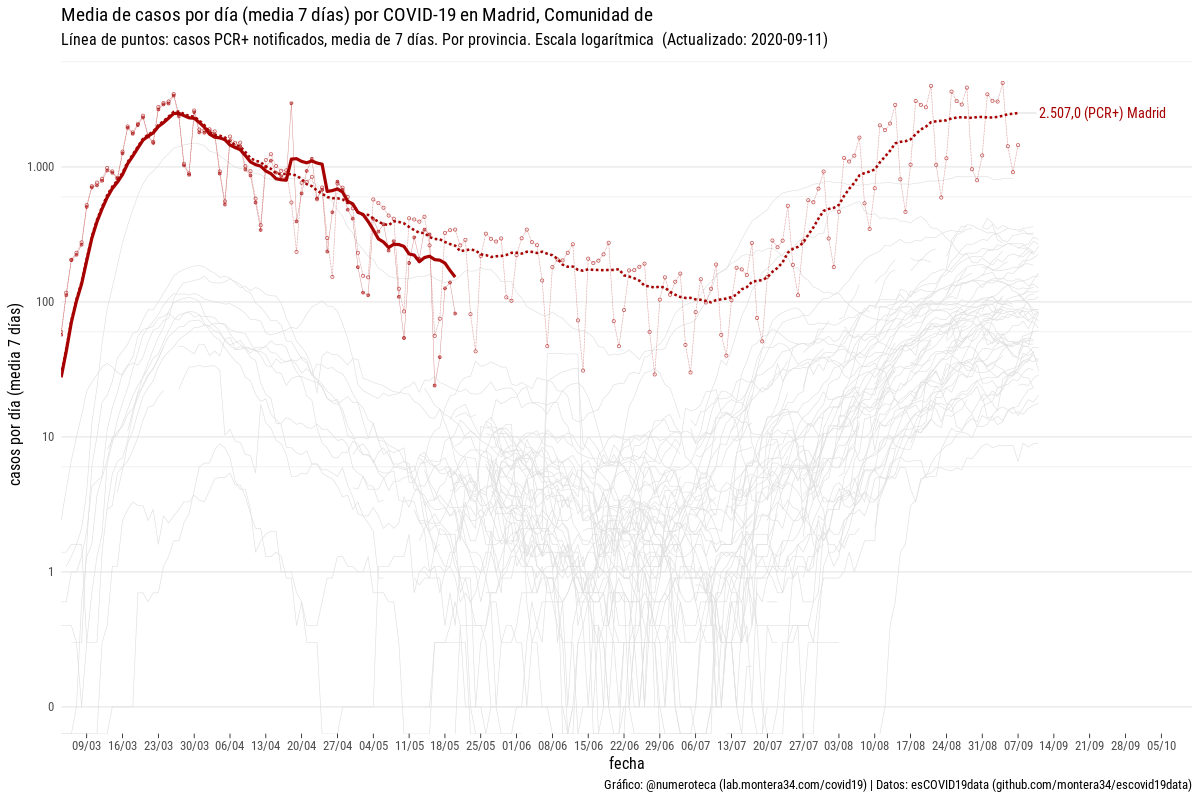 Media de casos por día (media 7 días) por COVID-19 en Madrid, Comunidad de
Línea de puntos: casos PCR+ notificados, media de 7 días. Por provincia. Escala logarítmica (Actualizado: 2020-09-11)
2.507,0 (PCR+) Madrid
1.000
100
10
1
0
casos por día (media 7 días)
09/03 16/03 23/03 30/03 06/04 13/04 20/04 27/04 04/05 11/05 18/05 25/05 01/06 08/06 15/06 22/06 29/06 06/07 13/07 20/07 27/07 03/08 10/08 17/08 24/08 31/08 07/09 14/09 21/09 28/09 05/10
fecha
Gráfico: @numeroteca (lab.montera34.com/covid19) | Datos: esCOVID19data (github.com/montera34/escovid19data)